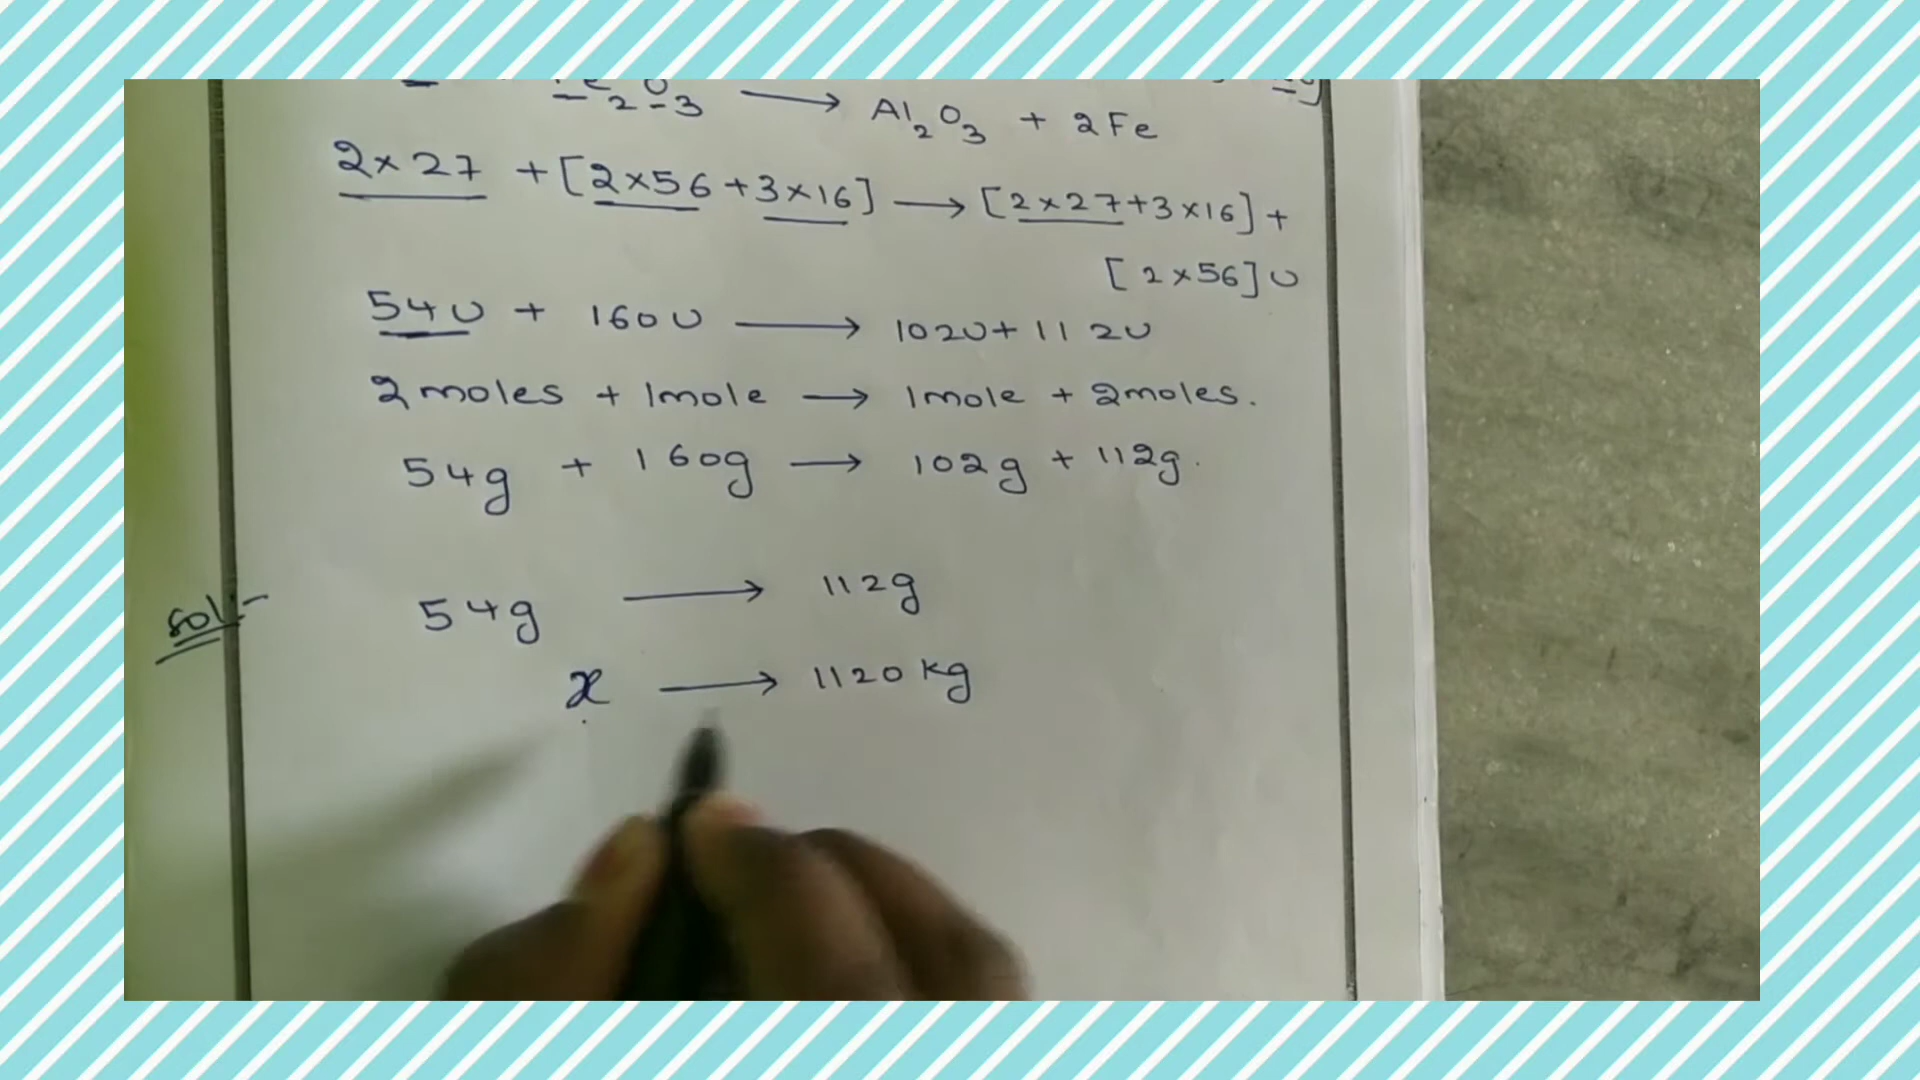 Fe₂O₃ ⟶ Al₂O₃ + 2Fe
2×27 + [2×56+3×16] ⟶ [2×27+3×16] +
[2×56]U
54U + 160U ⟶ 102U+112U
2moles + 1mole ⟶ 1mole + 2moles.
54g + 160g ⟶ 102g + 112g.
Sol:-
54g ⟶ 112g
x ⟶ 1120kg